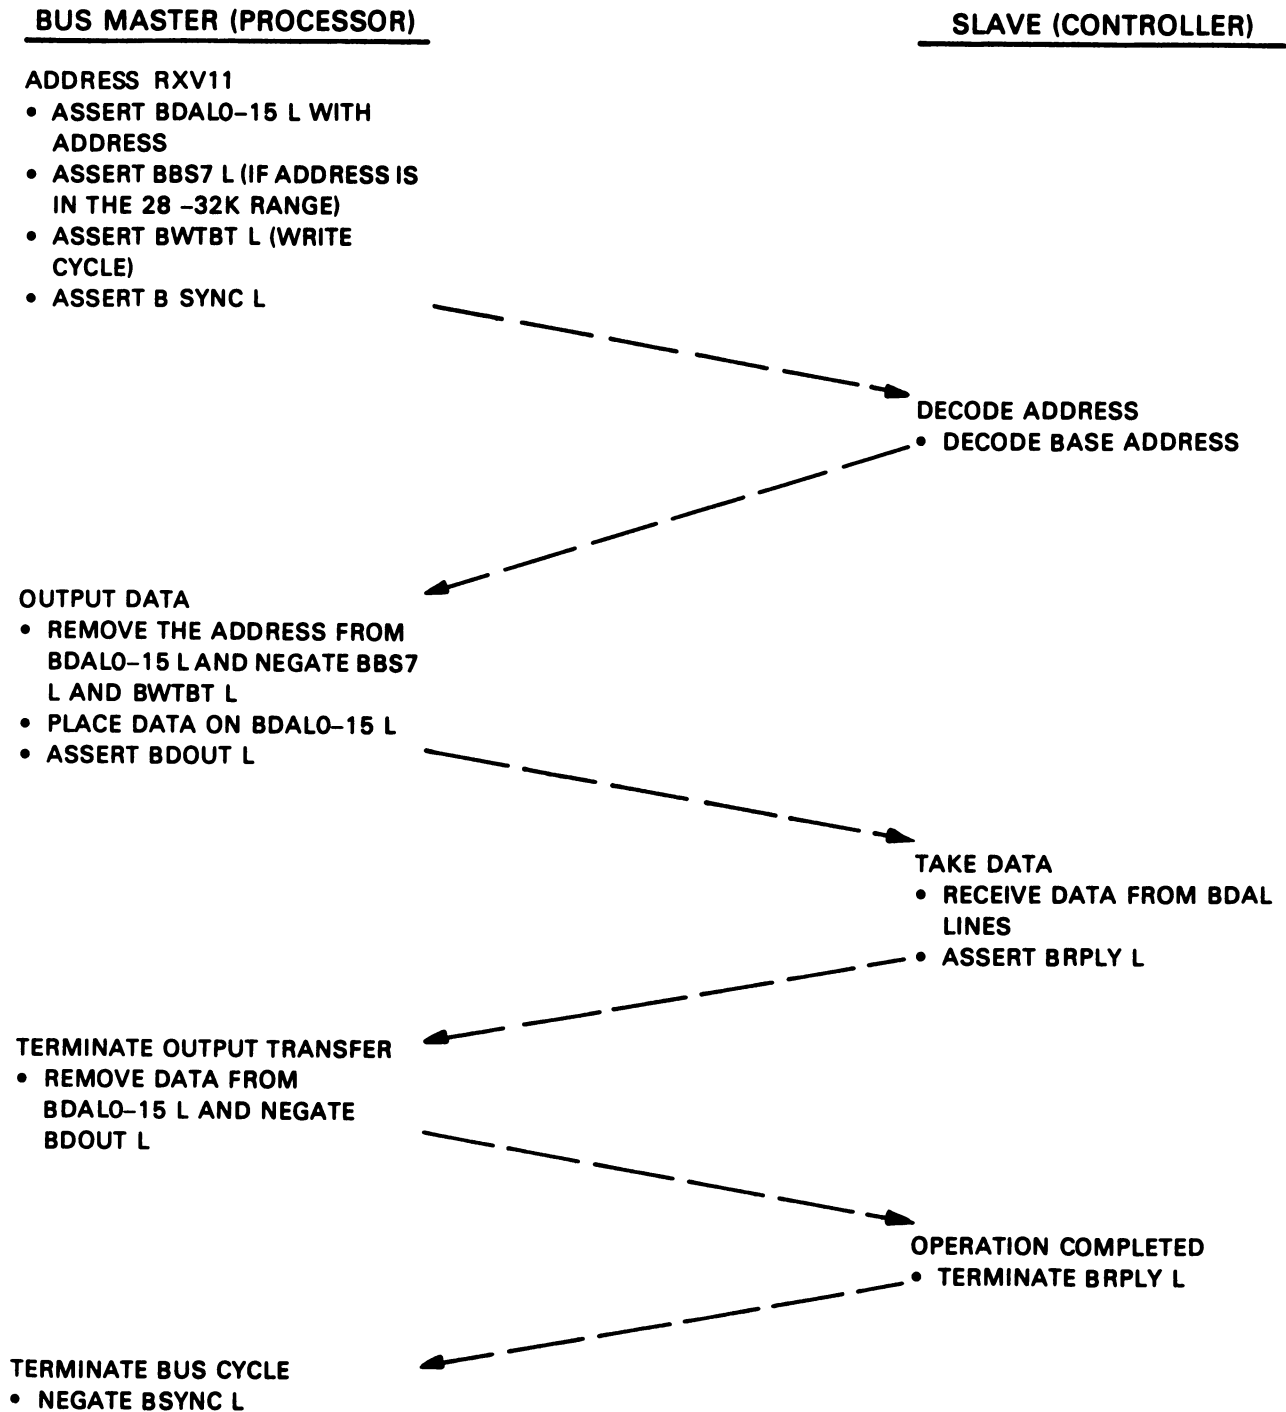 BUS MASTER (PROCESSOR)
SLAVE (CONTROLLER)
ADDRESS RXV11
• ASSERT BDAL0-15 L WITH
ADDRESS
• ASSERT BBS7 L (IF ADDRESS IS
IN THE 28 -32K RANGE)
• ASSERT BWTBT L (WRITE
CYCLE)
• ASSERT B SYNC L
DECODE ADDRESS
• DECODE BASE ADDRESS
OUTPUT DATA
• REMOVE THE ADDRESS FROM
BDAL0-15 L AND NEGATE BBS7
L AND BWTBT L
• PLACE DATA ON BDAL0-15 L
• ASSERT BDOUT L
TAKE DATA
• RECEIVE DATA FROM BDAL
LINES
• ASSERT BRPLY L
TERMINATE OUTPUT TRANSFER
• REMOVE DATA FROM
BDAL0-15 L AND NEGATE
BDOUT L
OPERATION COMPLETED
• TERMINATE BRPLY L
TERMINATE BUS CYCLE
• NEGATE BSYNC L